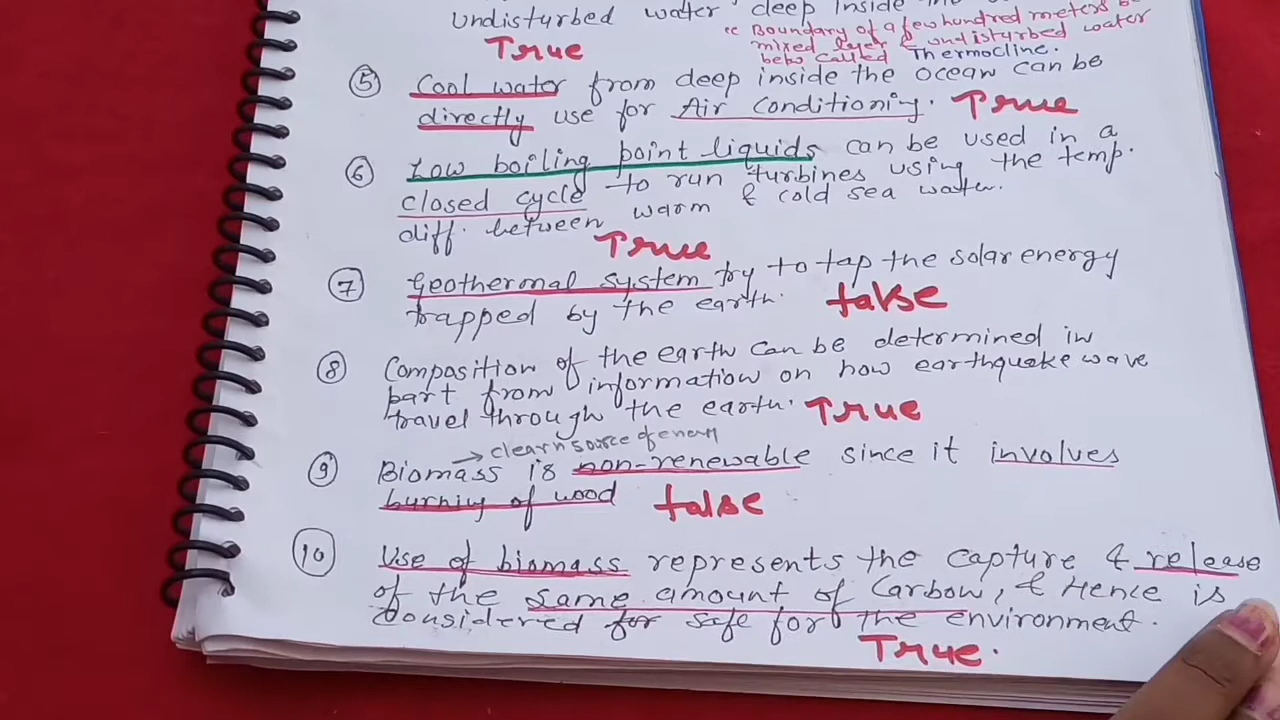 Undisturbed water deep inside the
True
Boundary of a few hundred meters be
mixed layer & undisturbed water
called Thermocline.
5 Cool water from deep inside the ocean can be
directly use for Air Conditioning. True
6 Low boiling point liquids can be used in a
closed cycle to run turbines using the temp.
diff. between warm & cold sea water.
True
7 Geothermal system try to tap the solar energy
trapped by the earth. false
8 Composition of the earth can be determined in
part from information on how earthquake wave
travel through the earth. True
→ clearn source of energy
9 Biomass is non-renewable since it involves
burning of wood false
10 Use of biomass represents the capture & release
of the same amount of Carbon, & Hence is
Considered for safe for the environment.
True.